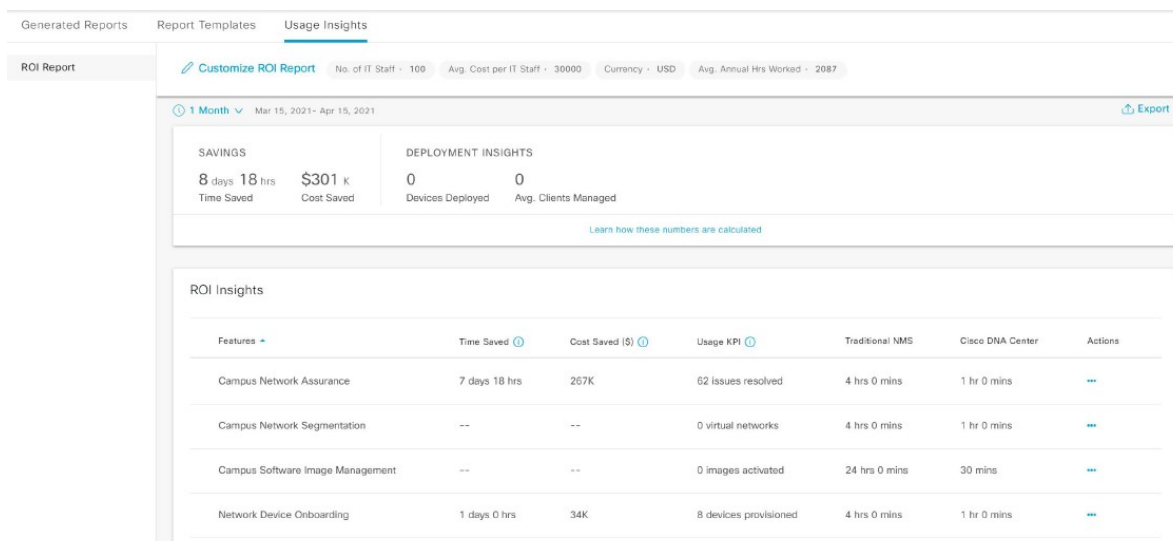 Generated Reports Report Templates Usage Insights
ROI Report
Customize ROI Report No. of IT Staff · 100 Avg. Cost per IT Staff · 30000 Currency · USD Avg. Annual Hrs Worked · 2087
1 Month Mar 15, 2021- Apr 15, 2021 Export
SAVINGS
8 days 18 hrs $301 K
Time Saved Cost Saved
DEPLOYMENT INSIGHTS
0 0
Devices Deployed Avg. Clients Managed
Learn how these numbers are calculated
ROI Insights
Features Time Saved Cost Saved ($) Usage KPI Traditional NMS Cisco DNA Center Actions
Campus Network Assurance 7 days 18 hrs 267K 62 issues resolved 4 hrs 0 mins 1 hr 0 mins
Campus Network Segmentation -- -- 0 virtual networks 4 hrs 0 mins 1 hr 0 mins
Campus Software Image Management -- -- 0 images activated 24 hrs 0 mins 30 mins
Network Device Onboarding 1 days 0 hrs 34K 8 devices provisioned 4 hrs 0 mins 1 hr 0 mins